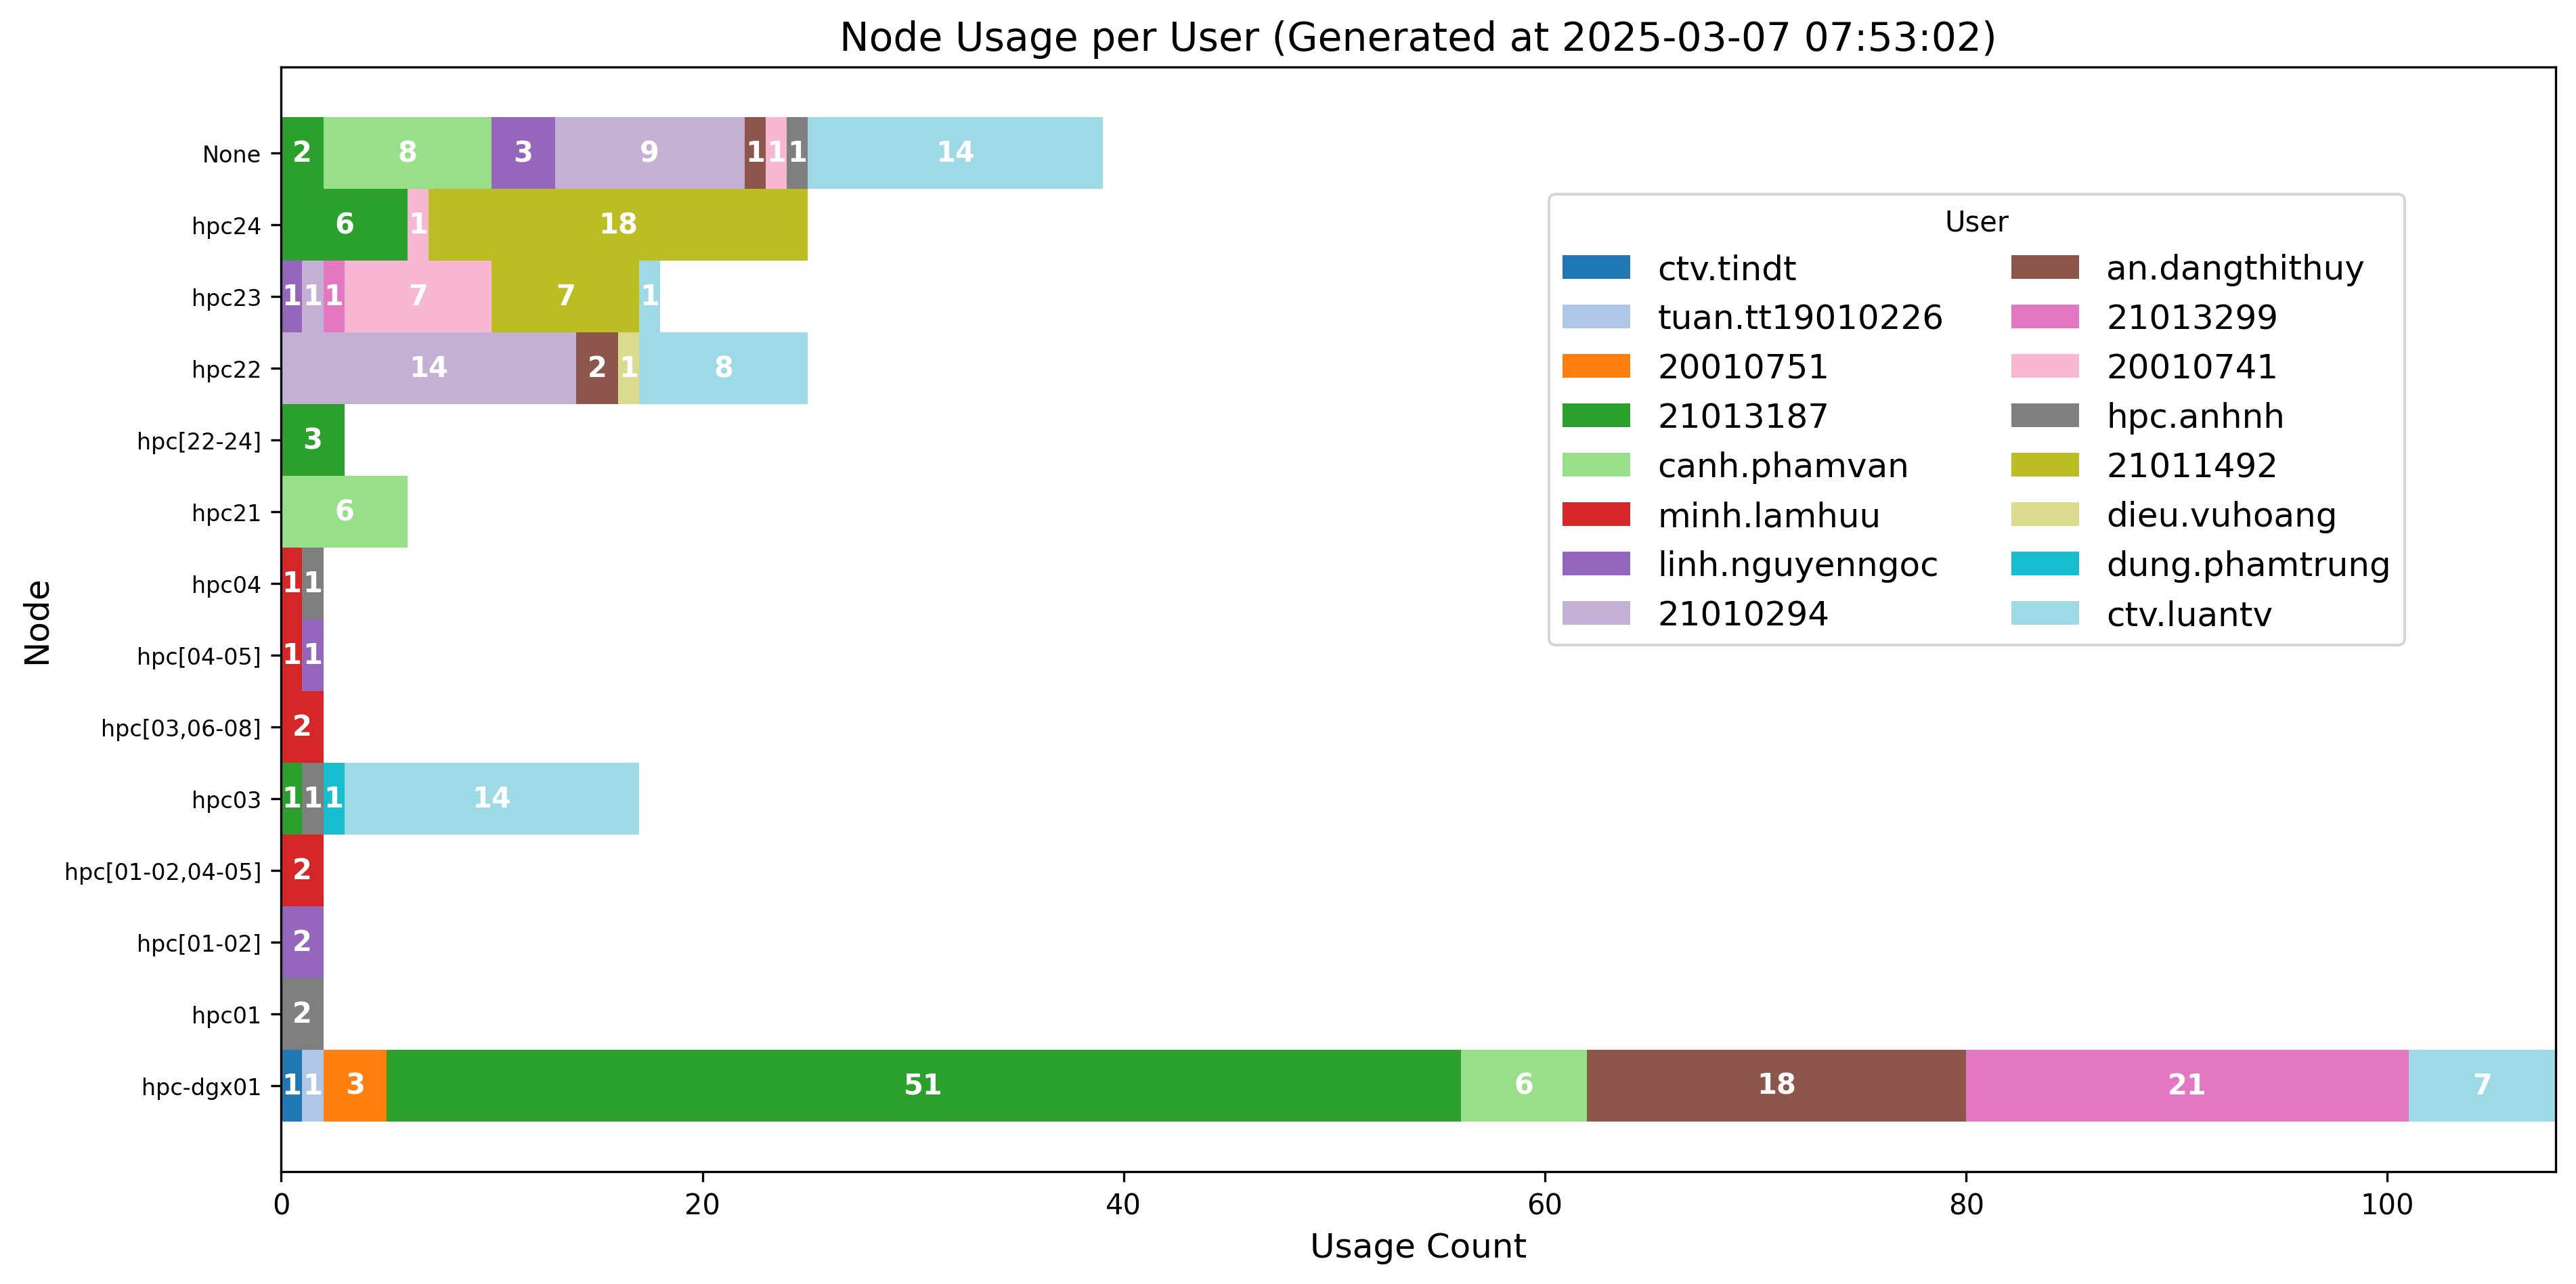 Node Usage per User (Generated at 2025-03-07 07:53:02)
None 2 8 3 9 1 1 1 14
hpc24 6 1 18
hpc23 1 1 1 7 7 1
hpc22 14 2 1 8
hpc[22-24] 3
hpc21 6
hpc04 1 1
hpc[04-05] 1 1
hpc[03,06-08] 2
hpc03 1 1 1 14
hpc[01-02,04-05] 2
hpc[01-02] 2
hpc01 2
hpc-dgx01 1 1 3 51 6 18 21 7
0 20 40 60 80 100
Usage Count
Node
User
ctv.tindt
tuan.tt19010226
20010751
21013187
canh.phamvan
minh.lamhuu
linh.nguyenngoc
21010294
an.dangthithuy
21013299
20010741
hpc.anhnh
21011492
dieu.vuhoang
dung.phamtrung
ctv.luantv